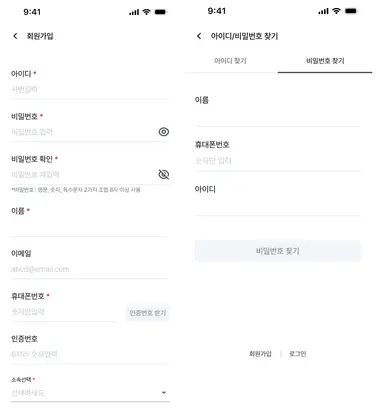 9:41
회원가입
아이디 *
사번입력
비밀번호 *
비밀번호 입력
비밀번호 확인 *
비밀번호 재입력
*비밀번호 : 영문, 숫자, 특수문자 2가지 조합 8자 이상 사용
이름 *
이메일
abcd@email.com
휴대폰번호 *
숫자만입력
인증번호 받기
인증번호
6자리 숫자입력
소속선택 *
선택하세요
9:41
아이디/비밀번호 찾기
아이디 찾기
비밀번호 찾기
이름
휴대폰번호
숫자만 입력
아이디
비밀번호 찾기
회원가입 | 로그인